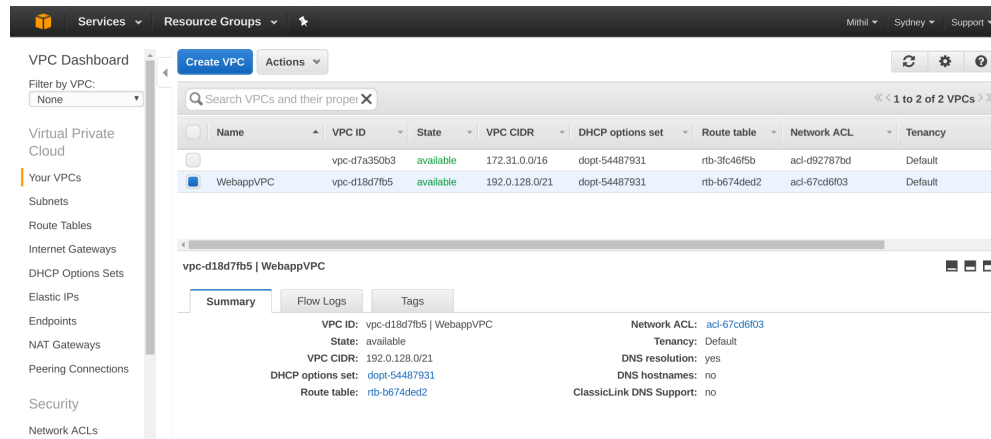 Services Resource Groups Mithil Sydney Support
VPC Dashboard
Filter by VPC:
None
Virtual Private
Cloud
Your VPCs
Subnets
Route Tables
Internet Gateways
DHCP Options Sets
Elastic IPs
Endpoints
NAT Gateways
Peering Connections
Security
Network ACLs
Create VPC Actions
Search VPCs and their proper 1 to 2 of 2 VPCs
Name VPC ID State VPC CIDR DHCP options set Route table Network ACL Tenancy
vpc-d7a350b3 available 172.31.0.0/16 dopt-54487931 rtb-3fc46f5b acl-d92787bd Default
WebappVPC vpc-d18d7fb5 available 192.0.128.0/21 dopt-54487931 rtb-b674ded2 acl-67cd6f03 Default
vpc-d18d7fb5 | WebappVPC
Summary Flow Logs Tags
VPC ID: vpc-d18d7fb5 | WebappVPC Network ACL: acl-67cd6f03
State: available Tenancy: Default
VPC CIDR: 192.0.128.0/21 DNS resolution: yes
DHCP options set: dopt-54487931 DNS hostnames: no
Route table: rtb-b674ded2 ClassicLink DNS Support: no